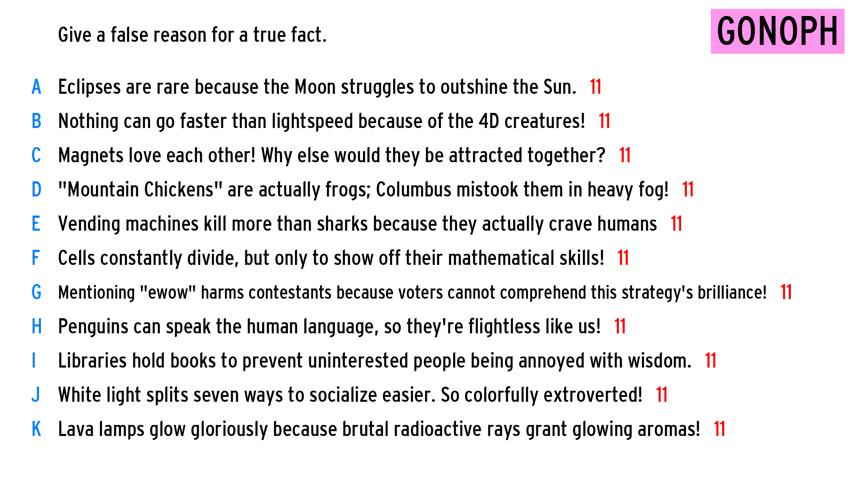 Give a false reason for a true fact.
GONOPH
A Eclipses are rare because the Moon struggles to outshine the Sun. 11
B Nothing can go faster than lightspeed because of the 4D creatures! 11
C Magnets love each other! Why else would they be attracted together? 11
D "Mountain Chickens" are actually frogs; Columbus mistook them in heavy fog! 11
E Vending machines kill more than sharks because they actually crave humans 11
F Cells constantly divide, but only to show off their mathematical skills! 11
G Mentioning "ewow" harms contestants because voters cannot comprehend this strategy's brilliance! 11
H Penguins can speak the human language, so they're flightless like us! 11
I Libraries hold books to prevent uninterested people being annoyed with wisdom. 11
J White light splits seven ways to socialize easier. So colorfully extroverted! 11
K Lava lamps glow gloriously because brutal radioactive rays grant glowing aromas! 11